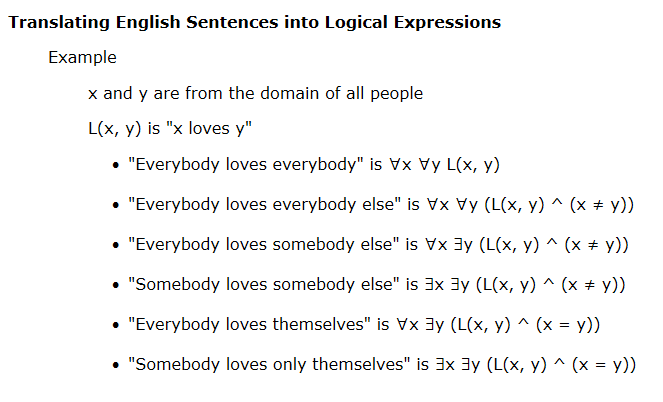 Translating English Sentences into Logical Expressions
Example
x and y are from the domain of all people
L(x, y) is "x loves y"
• "Everybody loves everybody" is ∀x ∀y L(x, y)
• "Everybody loves everybody else" is ∀x ∀y (L(x, y) ^ (x ≠ y))
• "Everybody loves somebody else" is ∀x ∃y (L(x, y) ^ (x ≠ y))
• "Somebody loves somebody else" is ∃x ∃y (L(x, y) ^ (x ≠ y))
• "Everybody loves themselves" is ∀x ∃y (L(x, y) ^ (x = y))
• "Somebody loves only themselves" is ∃x ∃y (L(x, y) ^ (x = y))